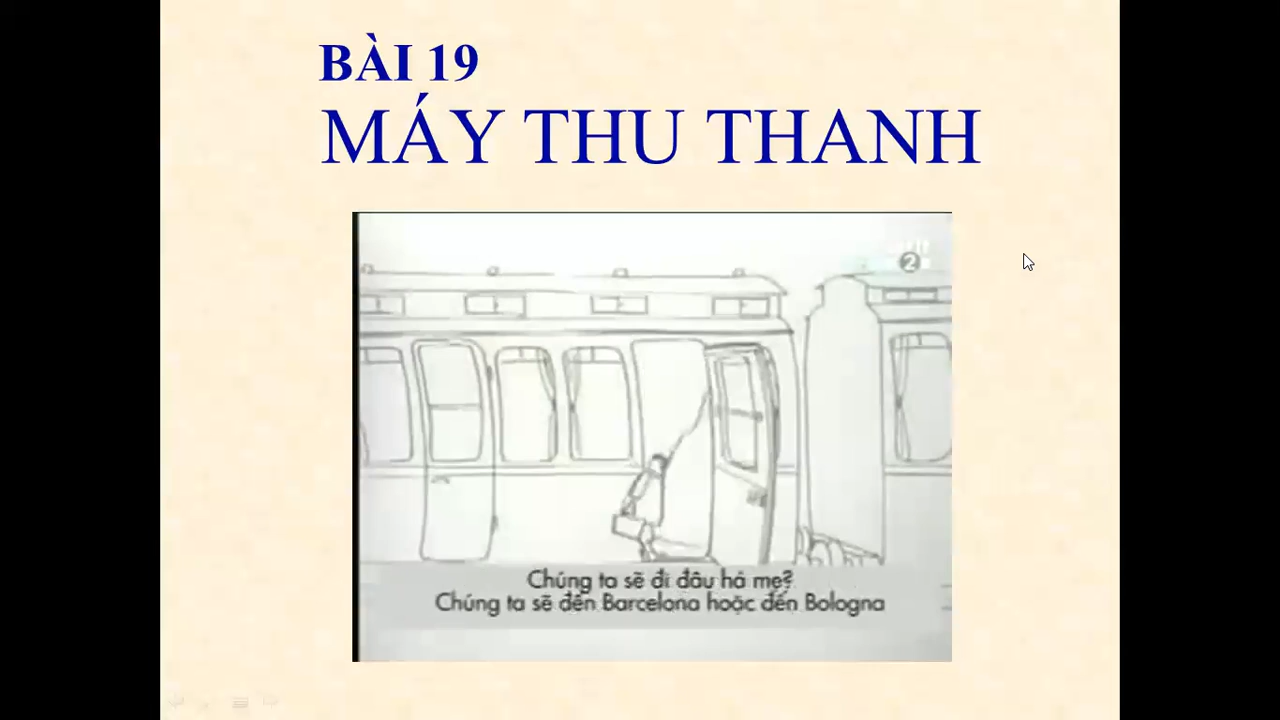 BÀI 19
MÁY THU THANH
2
Chúng ta sẽ đi đâu hả mẹ?
Chúng ta sẽ đến Barcelona hoặc đến Bologna